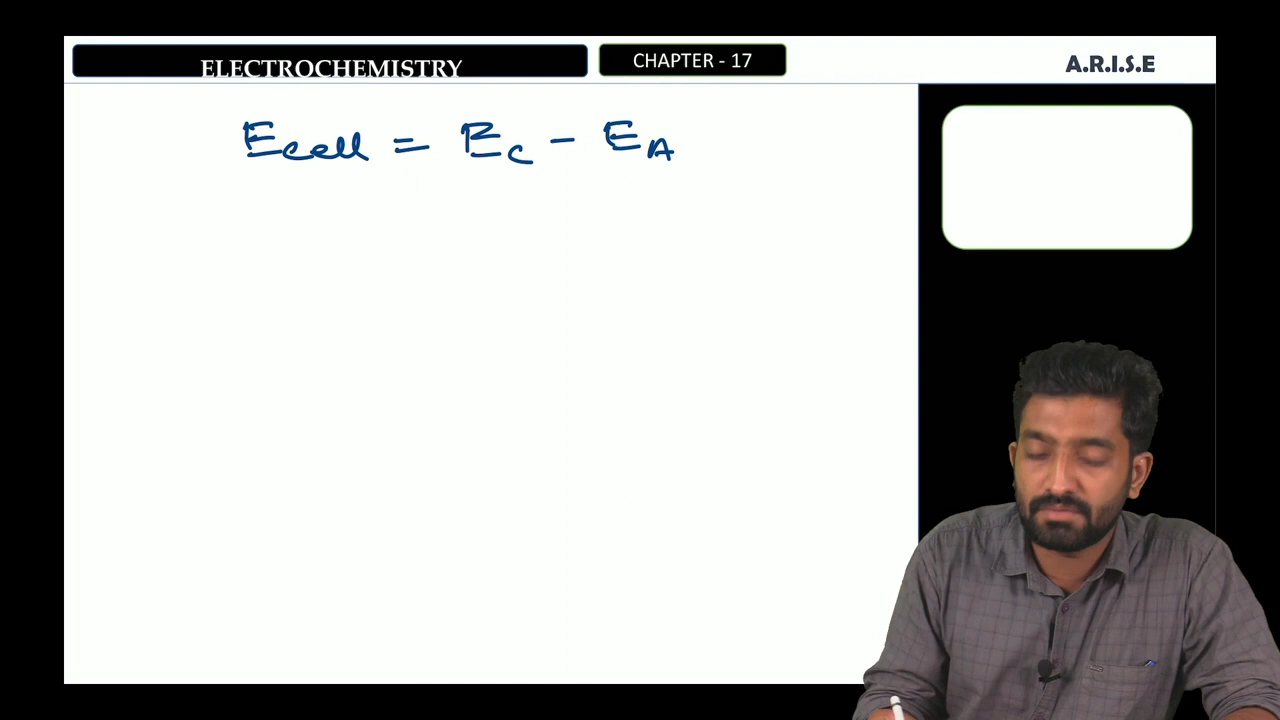 ELECTROCHEMISTRY
CHAPTER - 17
A.R.I.S.E
Ecell = EC - EA